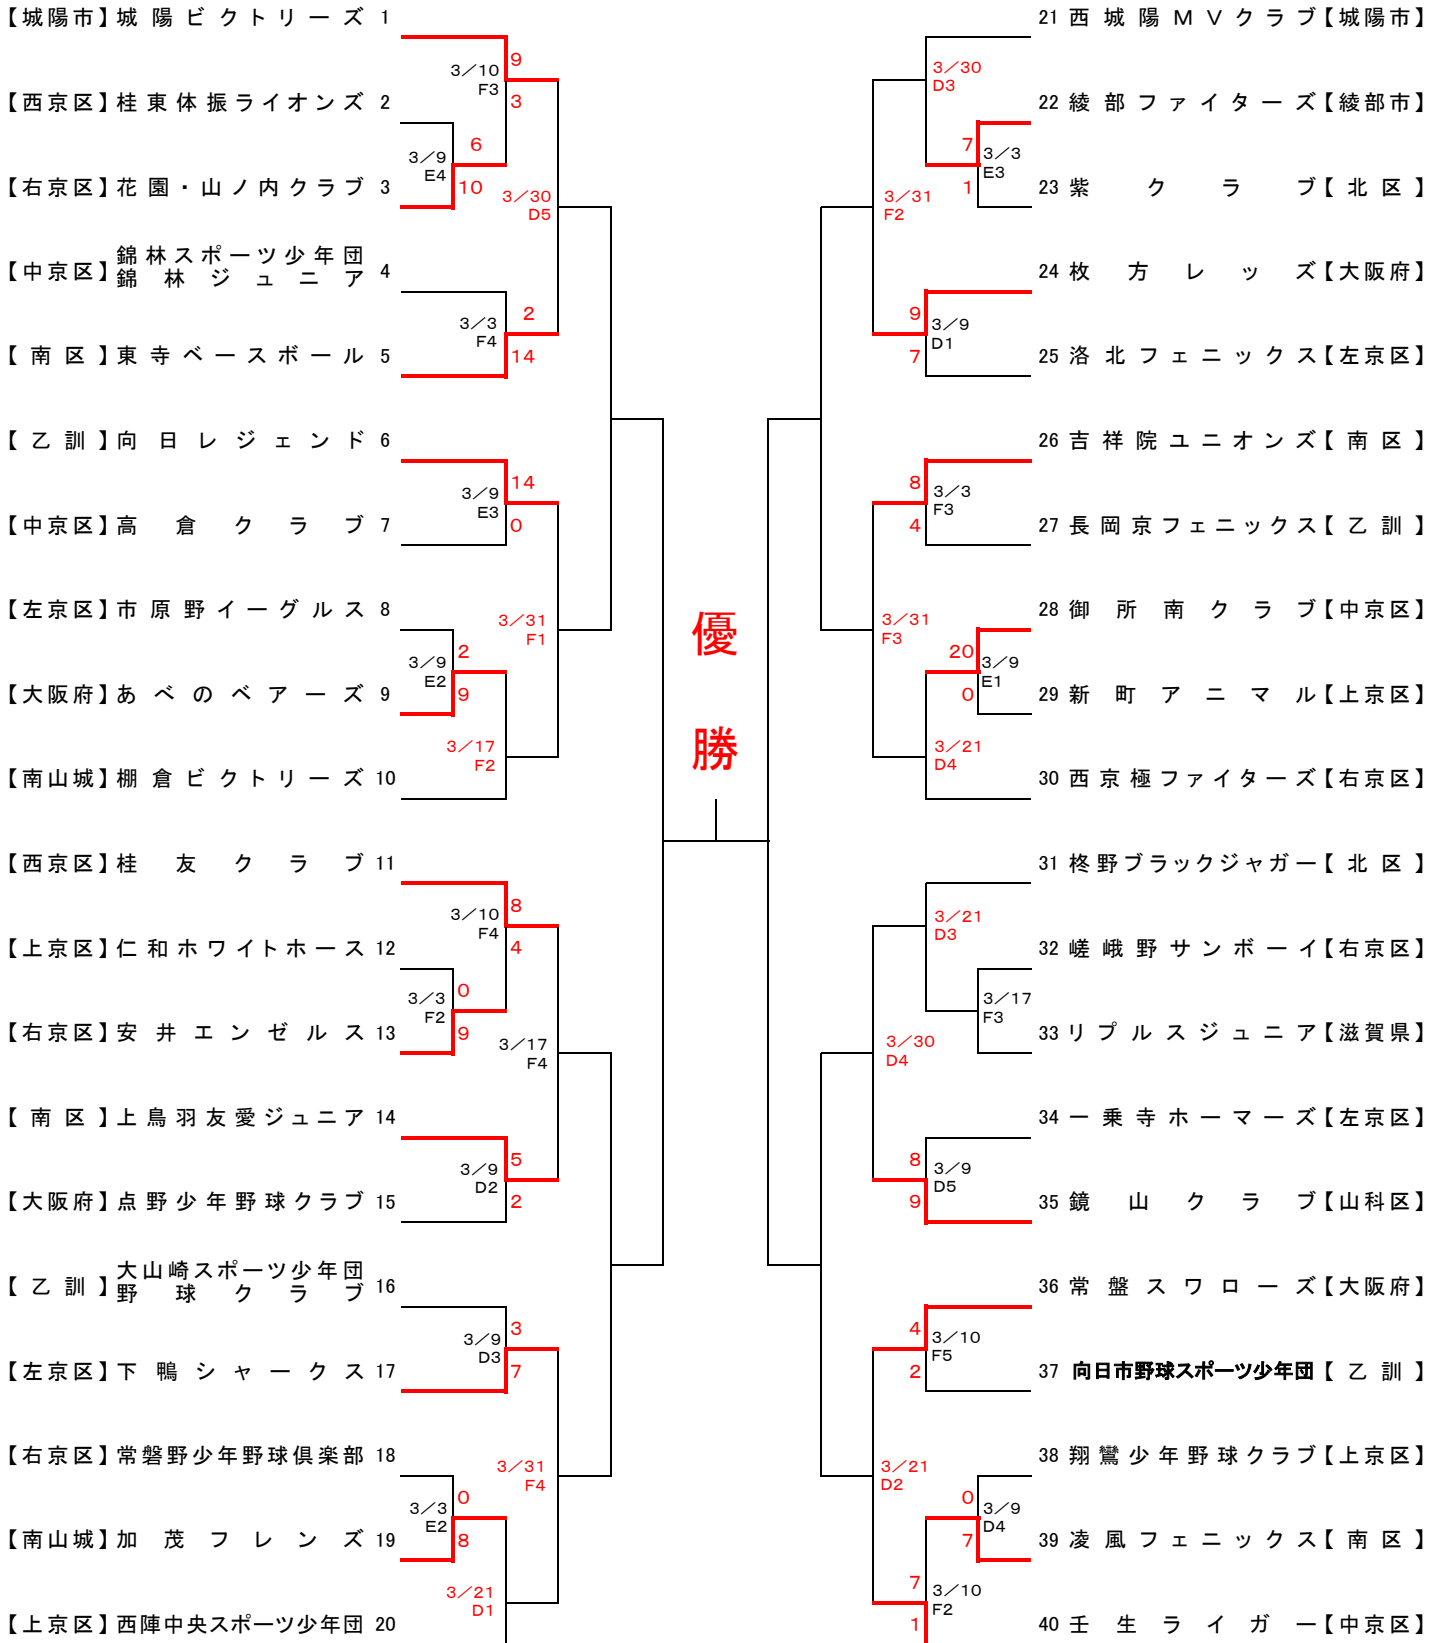 【城陽市】城陽ビクトリーズ 1
9
3/10
F3
3
【西京区】桂東体振ライオンズ 2
6
3/9
E4
10
【右京区】花園・山ノ内クラブ 3
3/30
D5
【中京区】錦林スポーツ少年団
錦林ジュニア 4
2
3/3
F4
14
【南区】東寺ベースボール 5
【乙訓】向日レジェンド 6
14
3/9
E3
0
【中京区】高倉クラブ 7
【左京区】市原野イーグルス 8
3/31
F1
2
3/9
E2
9
【大阪府】あべのベアーズ 9
3/17
F2
【南山城】棚倉ビクトリーズ 10
【西京区】桂友クラブ 11
8
3/10
F4
4
【上京区】仁和ホワイトホース 12
0
3/3
F2
9
【右京区】安井エンゼルス 13
3/17
F4
【南区】上鳥羽友愛ジュニア 14
5
3/9
D2
2
【大阪府】点野少年野球クラブ 15
【乙訓】大山崎スポーツ少年団
野球クラブ 16
3
3/9
D3
7
【左京区】下鴨シャークス 17
【右京区】常磐野少年野球倶楽部 18
3/31
F4
0
3/3
E2
8
【南山城】加茂フレンズ 19
3/21
D1
【上京区】西陣中央スポーツ少年団 20
優
勝
21 西城陽MVクラブ【城陽市】
3/30
D3
22 綾部ファイターズ【綾部市】
7
3/3
E3
1
23 紫クラブ【北区】
3/31
F2
24 枚方レッズ【大阪府】
9
3/9
D1
7
25 洛北フェニックス【左京区】
26 吉祥院ユニオンズ【南区】
8
3/3
F3
4
27 長岡京フェニックス【乙訓】
28 御所南クラブ【中京区】
3/31
F3
20
3/9
E1
0
29 新町アニマル【上京区】
3/21
D4
30 西京極ファイターズ【右京区】
31 柊野ブラックジャガー【北区】
3/21
D3
32 嵯峨野サンボーイ【右京区】
3/17
F3
33 リプルスジュニア【滋賀県】
3/30
D4
34 一乗寺ホーマーズ【左京区】
8
3/9
D5
9
35 鏡山クラブ【山科区】
36 常盤スワローズ【大阪府】
4
3/10
F5
2
37 向日市野球スポーツ少年団【乙訓】
38 翔鸞少年野球クラブ【上京区】
3/21
D2
0
3/9
D4
7
39 凌風フェニックス【南区】
7
3/10
F2
1
40 壬生ライガー【中京区】